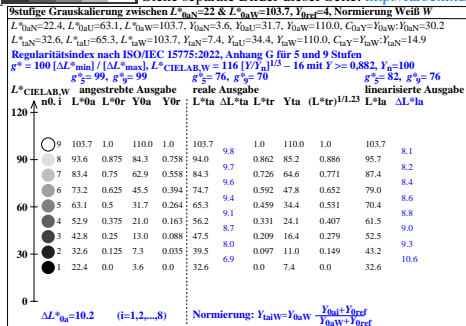 9stufige Graukalierung zwischen L*0aN=22 & L*0aW=103.7, Y0ref=4, Normierung Weiß W
L*0aN=22.4, L*0aU=63.1, L*0aW=103.7, Y0aN=3.6, Y0aU=31.7, Y0aW=110.0, C0aY=Y0aW:Y0aN=30.2
L*taN=32.6, L*taU=65.3, L*taW=103.7, YtaN=7.4, YtaU=34.4, YtaW=110.0, CtaY=YtaW:YtaN=14.9
Regularitätsindex nach ISO/IEC 15775:2022, Anhang G für 5 und 9 Stufen
g* = 100 [ΔL*min] / [ΔL*max], L*CIELAB,W = 116 [Y/Yn]1/3 − 16 mit Y >= 0,882, Yn=100
g*5= 99, g*9= 99 g*5= 76, g*9= 70 g*5= 82, g*9= 76
L*CIELAB,W angestrebte Ausgabe reale Ausgabe linearisierte Ausgabe
n0. i L*0a L*0r Y0a Y0r L*ta ΔL*ta L*tr Yta (L*tr)1/1.23 L*la ΔL*la
120
9 103.7 1.0 110.0 1.0 103.7 1.0 110.0 1.0 103.7
9.8 8.1
8 93.6 0.875 84.3 0.758 94.0 0.862 85.2 0.886 95.7
9.7 8.2
90
7 83.4 0.75 62.9 0.558 84.3 0.726 64.6 0.771 87.4
9.6 8.4
6 73.2 0.625 45.5 0.394 74.7 0.592 47.8 0.652 79.0
9.4 8.6
60
5 63.1 0.5 31.7 0.264 65.3 0.459 34.4 0.531 70.4
9.1 8.8
4 52.9 0.375 21.0 0.163 56.2 0.331 24.1 0.407 61.5
8.7 9.0
3 42.8 0.25 13.0 0.088 47.5 0.209 16.4 0.279 52.5
8.0 9.3
30
2 32.6 0.125 7.3 0.035 39.5 0.097 11.0 0.149 43.2
6.9 10.6
1 22.4 0.0 3.6 0.0 32.6 0.0 7.4 0.0 32.6
0
ΔL*0a=10.2 (i=1,2,...,8) Normierung: YtaiW=Y0aW Y0ai+Y0ref
Y0aW+Y0ref